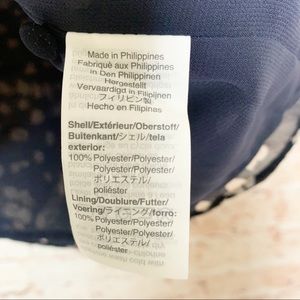 Made in Philippines
Fabriqué aux Philippines
in Den Philippinen
Hergestellt
Vervaardigd in Filipijnen
フィリピン製
Hecho en Filipinas
Shell/Extérieur/Oberstoff/
Buitenkant/シェル/tela
exterior:
100% Polyester/Polyester/
Polyester/Polyester/
ポリエステル/
poliéster
Lining/Doublure/Futter/
Voering/ライニング/forro:
100% Polyester/Polyester/
Polyester/Polyester/
ポリエステル/
poliéster